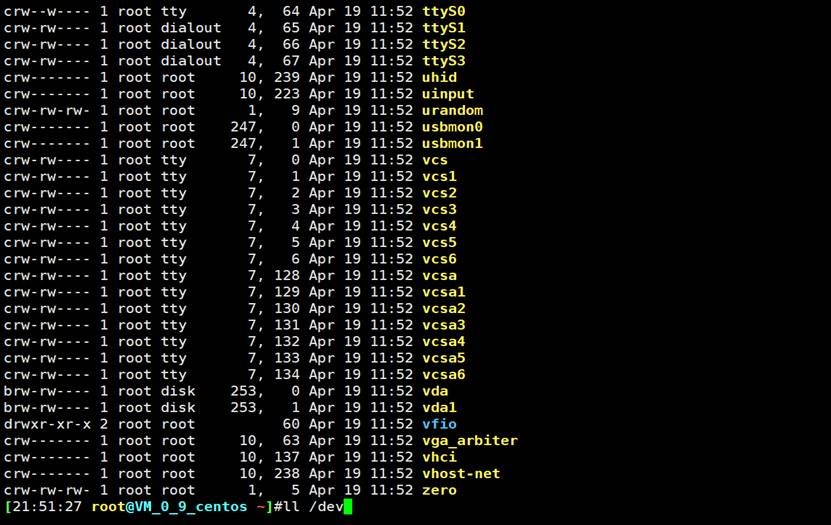 crw--w---- 1 root tty       4,  64 Apr 19 11:52 ttyS0
crw-rw---- 1 root dialout   4,  65 Apr 19 11:52 ttyS1
crw-rw---- 1 root dialout   4,  66 Apr 19 11:52 ttyS2
crw-rw---- 1 root dialout   4,  67 Apr 19 11:52 ttyS3
crw------- 1 root root     10, 239 Apr 19 11:52 uhid
crw------- 1 root root     10, 223 Apr 19 11:52 uinput
crw-rw-rw- 1 root root      1,   9 Apr 19 11:52 urandom
crw------- 1 root root    247,   0 Apr 19 11:52 usbmon0
crw------- 1 root root    247,   1 Apr 19 11:52 usbmon1
crw-rw---- 1 root tty       7,   0 Apr 19 11:52 vcs
crw-rw---- 1 root tty       7,   1 Apr 19 11:52 vcs1
crw-rw---- 1 root tty       7,   2 Apr 19 11:52 vcs2
crw-rw---- 1 root tty       7,   3 Apr 19 11:52 vcs3
crw-rw---- 1 root tty       7,   4 Apr 19 11:52 vcs4
crw-rw---- 1 root tty       7,   5 Apr 19 11:52 vcs5
crw-rw---- 1 root tty       7,   6 Apr 19 11:52 vcs6
crw-rw---- 1 root tty       7, 128 Apr 19 11:52 vcsa
crw-rw---- 1 root tty       7, 129 Apr 19 11:52 vcsa1
crw-rw---- 1 root tty       7, 130 Apr 19 11:52 vcsa2
crw-rw---- 1 root tty       7, 131 Apr 19 11:52 vcsa3
crw-rw---- 1 root tty       7, 132 Apr 19 11:52 vcsa4
crw-rw---- 1 root tty       7, 133 Apr 19 11:52 vcsa5
crw-rw---- 1 root tty       7, 134 Apr 19 11:52 vcsa6
brw-rw---- 1 root disk    253,   0 Apr 19 11:52 vda
brw-rw---- 1 root disk    253,   1 Apr 19 11:52 vda1
drwxr-xr-x 2 root root          60 Apr 19 11:52 vfio
crw------- 1 root root     10,  63 Apr 19 11:52 vga_arbiter
crw------- 1 root root     10, 137 Apr 19 11:52 vhci
crw------- 1 root root     10, 238 Apr 19 11:52 vhost-net
crw-rw-rw- 1 root root      1,   5 Apr 19 11:52 zero
[21:51:27 root@VM_0_9_centos ~]#ll /dev